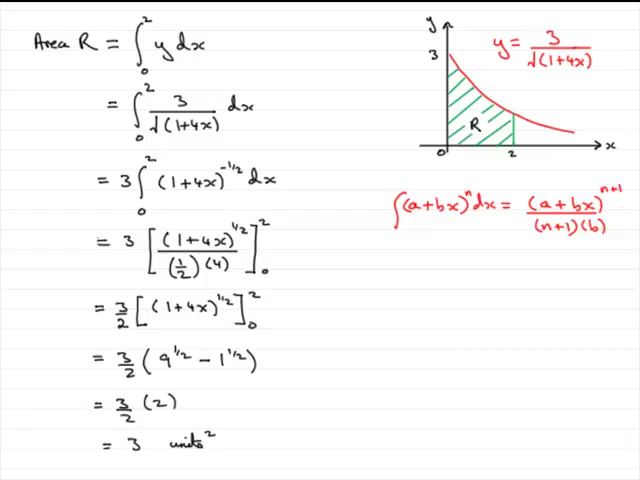 Area R = ∫₀² y dx
= ∫₀² 3/√(1+4x) dx
= 3 ∫₀² (1+4x)^(-1/2) dx
= 3 [ (1+4x)^(1/2) / (1/2)(4) ]₀²
= 3/2 [ (1+4x)^(1/2) ]₀²
= 3/2 ( 9^(1/2) − 1^(1/2) )
= 3/2 (2)
= 3 units²
y
3
y = 3/√(1+4x)
R
0 2 x
∫(a+bx)^n dx = (a+bx)^(n+1) / (n+1)(b)